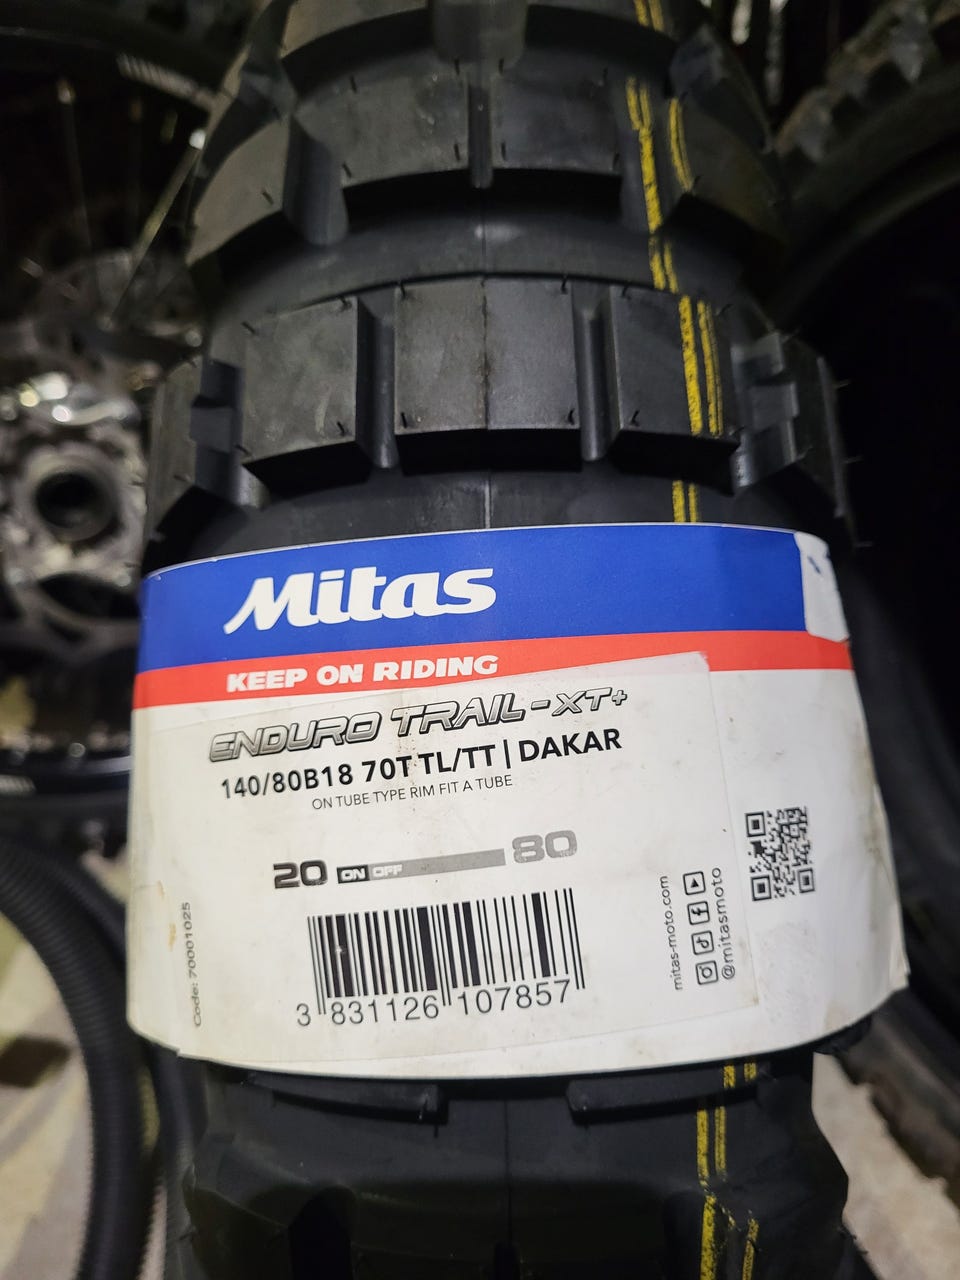 Mitas
KEEP ON RIDING
ENDURO TRAIL-XT+
140/80B18 70T TL/TT | DAKAR
ON TUBE TYPE RIM FIT A TUBE
20 ON OFF 80
Code: 70001025
3 831126 107857
mitas-moto.com
@mitasmoto